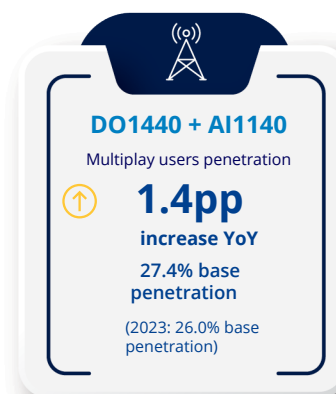 DO1440 + AI1140
Multiplay users penetration
1.4pp
increase YoY
27.4% base
penetration
(2023: 26.0% base
penetration)